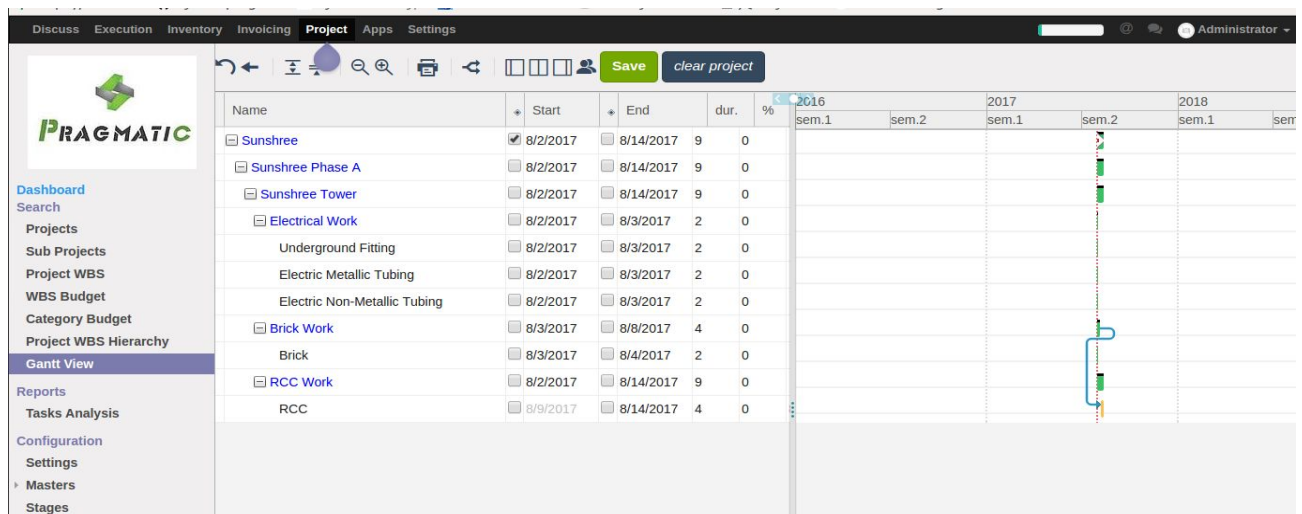 Discuss Execution Inventory Invoicing Project Apps Settings @ Administrator
PRAGMATIC
Save clear project
Name Start End dur. %
2016 2017 2018
sem.1 sem.2 sem.1 sem.2 sem.1 sem
Sunshree 8/2/2017 8/14/2017 9 0
Sunshree Phase A 8/2/2017 8/14/2017 9 0
Sunshree Tower 8/2/2017 8/14/2017 9 0
Electrical Work 8/2/2017 8/3/2017 2 0
Underground Fitting 8/2/2017 8/3/2017 2 0
Electric Metallic Tubing 8/2/2017 8/3/2017 2 0
Electric Non-Metallic Tubing 8/2/2017 8/3/2017 2 0
Brick Work 8/3/2017 8/8/2017 4 0
Brick 8/3/2017 8/4/2017 2 0
RCC Work 8/2/2017 8/14/2017 9 0
RCC 8/9/2017 8/14/2017 4 0
Dashboard
Search
Projects
Sub Projects
Project WBS
WBS Budget
Category Budget
Project WBS Hierarchy
Gantt View
Reports
Tasks Analysis
Configuration
Settings
Masters
Stages